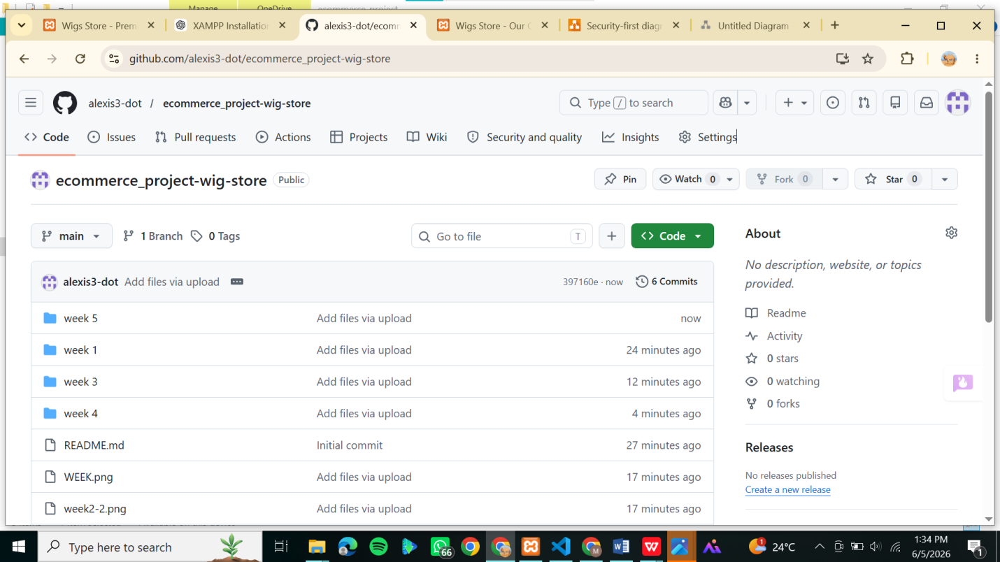 Manage OneDrive ecommerce_project
Wigs Store - Prem XAMPP Installatio alexis3-dot/ecomm Wigs Store - Our C Security-first diag Untitled Diagram
github.com/alexis3-dot/ecommerce_project-wig-store
alexis3-dot / ecommerce_project-wig-store Type / to search
Code Issues Pull requests Actions Projects Wiki Security and quality Insights Settings
ecommerce_project-wig-store Public Pin Watch 0 Fork 0 Star 0
main 1 Branch 0 Tags Go to file T Code About
No description, website, or topics
provided.
alexis3-dot Add files via upload 397160e · now 6 Commits
week 5 Add files via upload now
Readme
week 1 Add files via upload 24 minutes ago
Activity
0 stars
week 3 Add files via upload 12 minutes ago
0 watching
week 4 Add files via upload 4 minutes ago
0 forks
README.md Initial commit 27 minutes ago
Releases
WEEK.png Add files via upload 17 minutes ago
No releases published
Create a new release
week2-2.png Add files via upload 17 minutes ago
Type here to search 66 M W 1 24°C 1:34 PM
6/5/2026 1